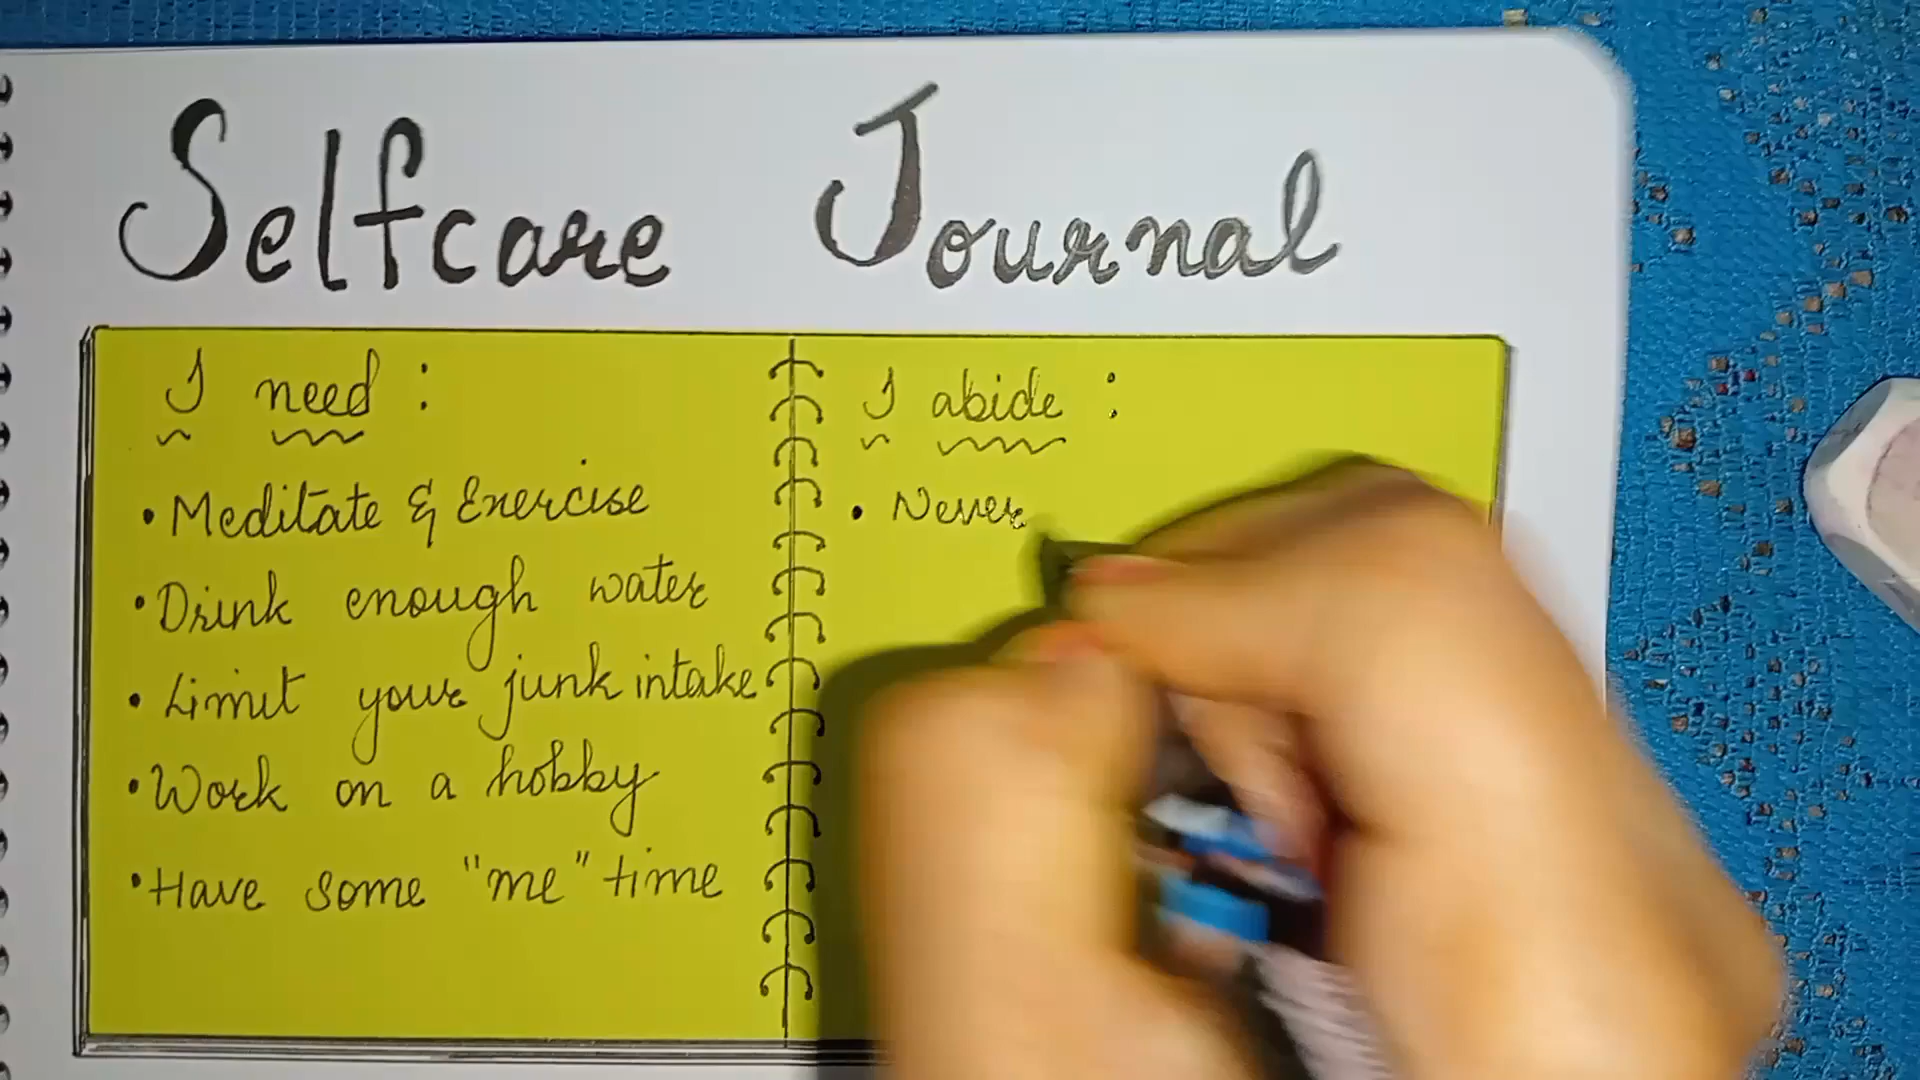 Selfcare Journal
I need :
• Meditate & Exercise
• Drink enough water
• Limit your junk intake
• Work on a hobby
• Have some "me" time
I abide :
• Never